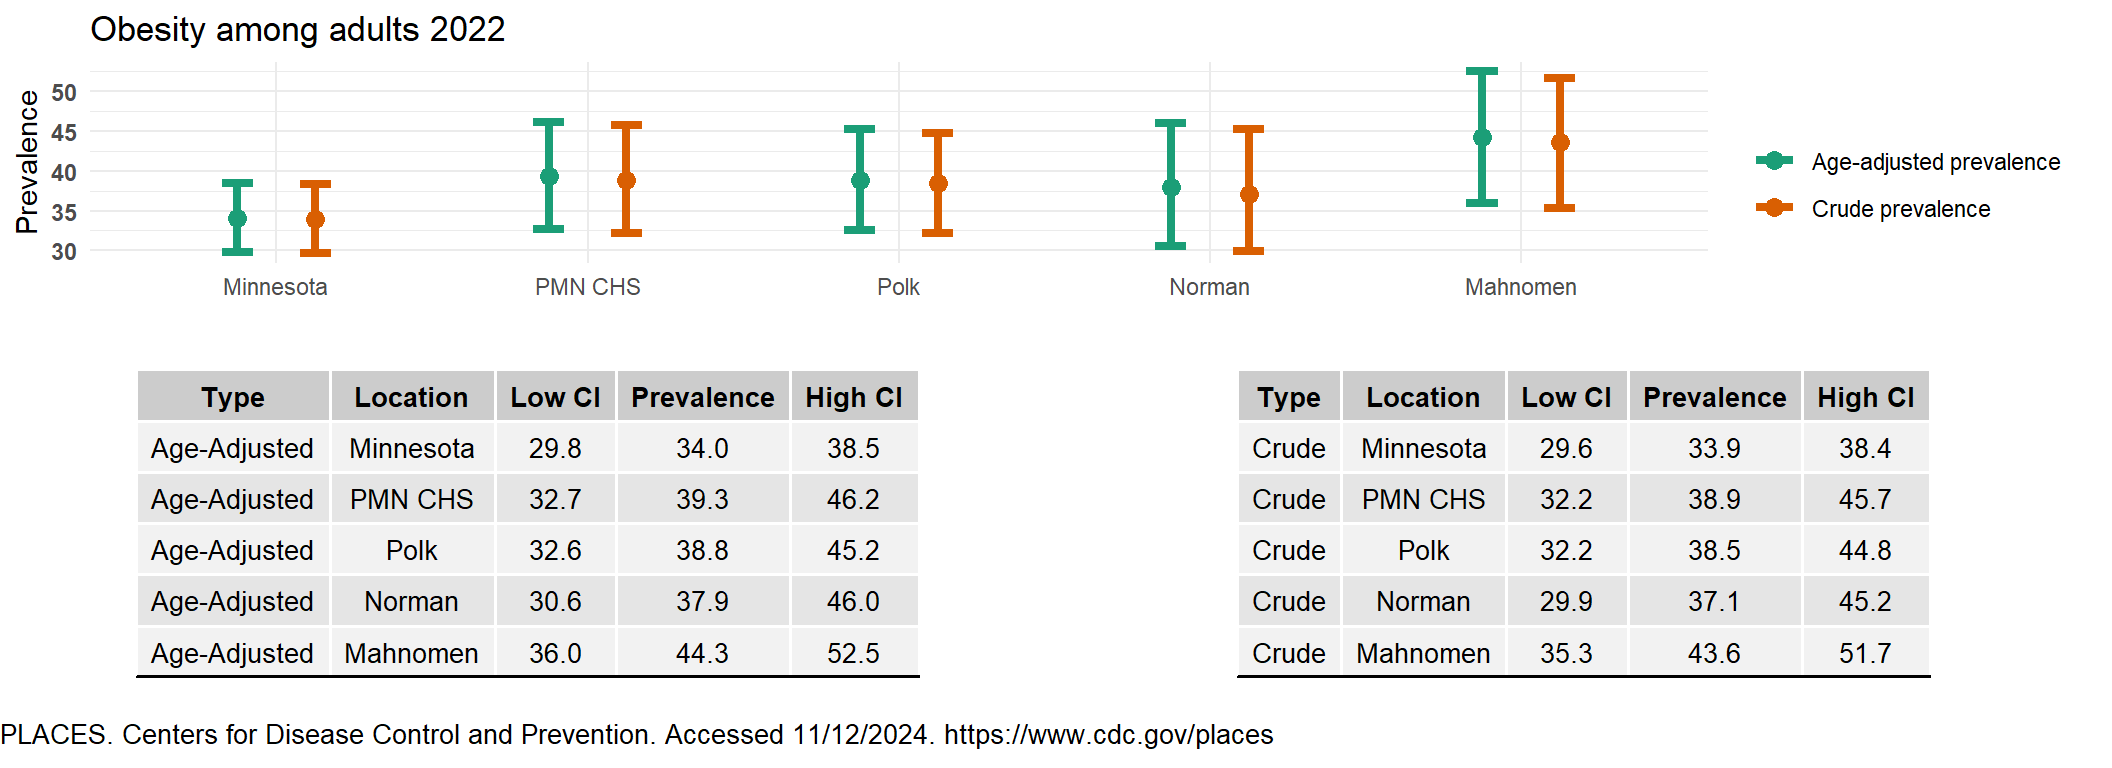 Obesity among adults 2022
Prevalence
50
45
40
35
30
Minnesota PMN CHS Polk Norman Mahnomen
Age-adjusted prevalence
Crude prevalence
Type Location Low CI Prevalence High CI
Age-Adjusted Minnesota 29.8 34.0 38.5
Age-Adjusted PMN CHS 32.7 39.3 46.2
Age-Adjusted Polk 32.6 38.8 45.2
Age-Adjusted Norman 30.6 37.9 46.0
Age-Adjusted Mahnomen 36.0 44.3 52.5
Type Location Low CI Prevalence High CI
Crude Minnesota 29.6 33.9 38.4
Crude PMN CHS 32.2 38.9 45.7
Crude Polk 32.2 38.5 44.8
Crude Norman 29.9 37.1 45.2
Crude Mahnomen 35.3 43.6 51.7
PLACES. Centers for Disease Control and Prevention. Accessed 11/12/2024. https://www.cdc.gov/places